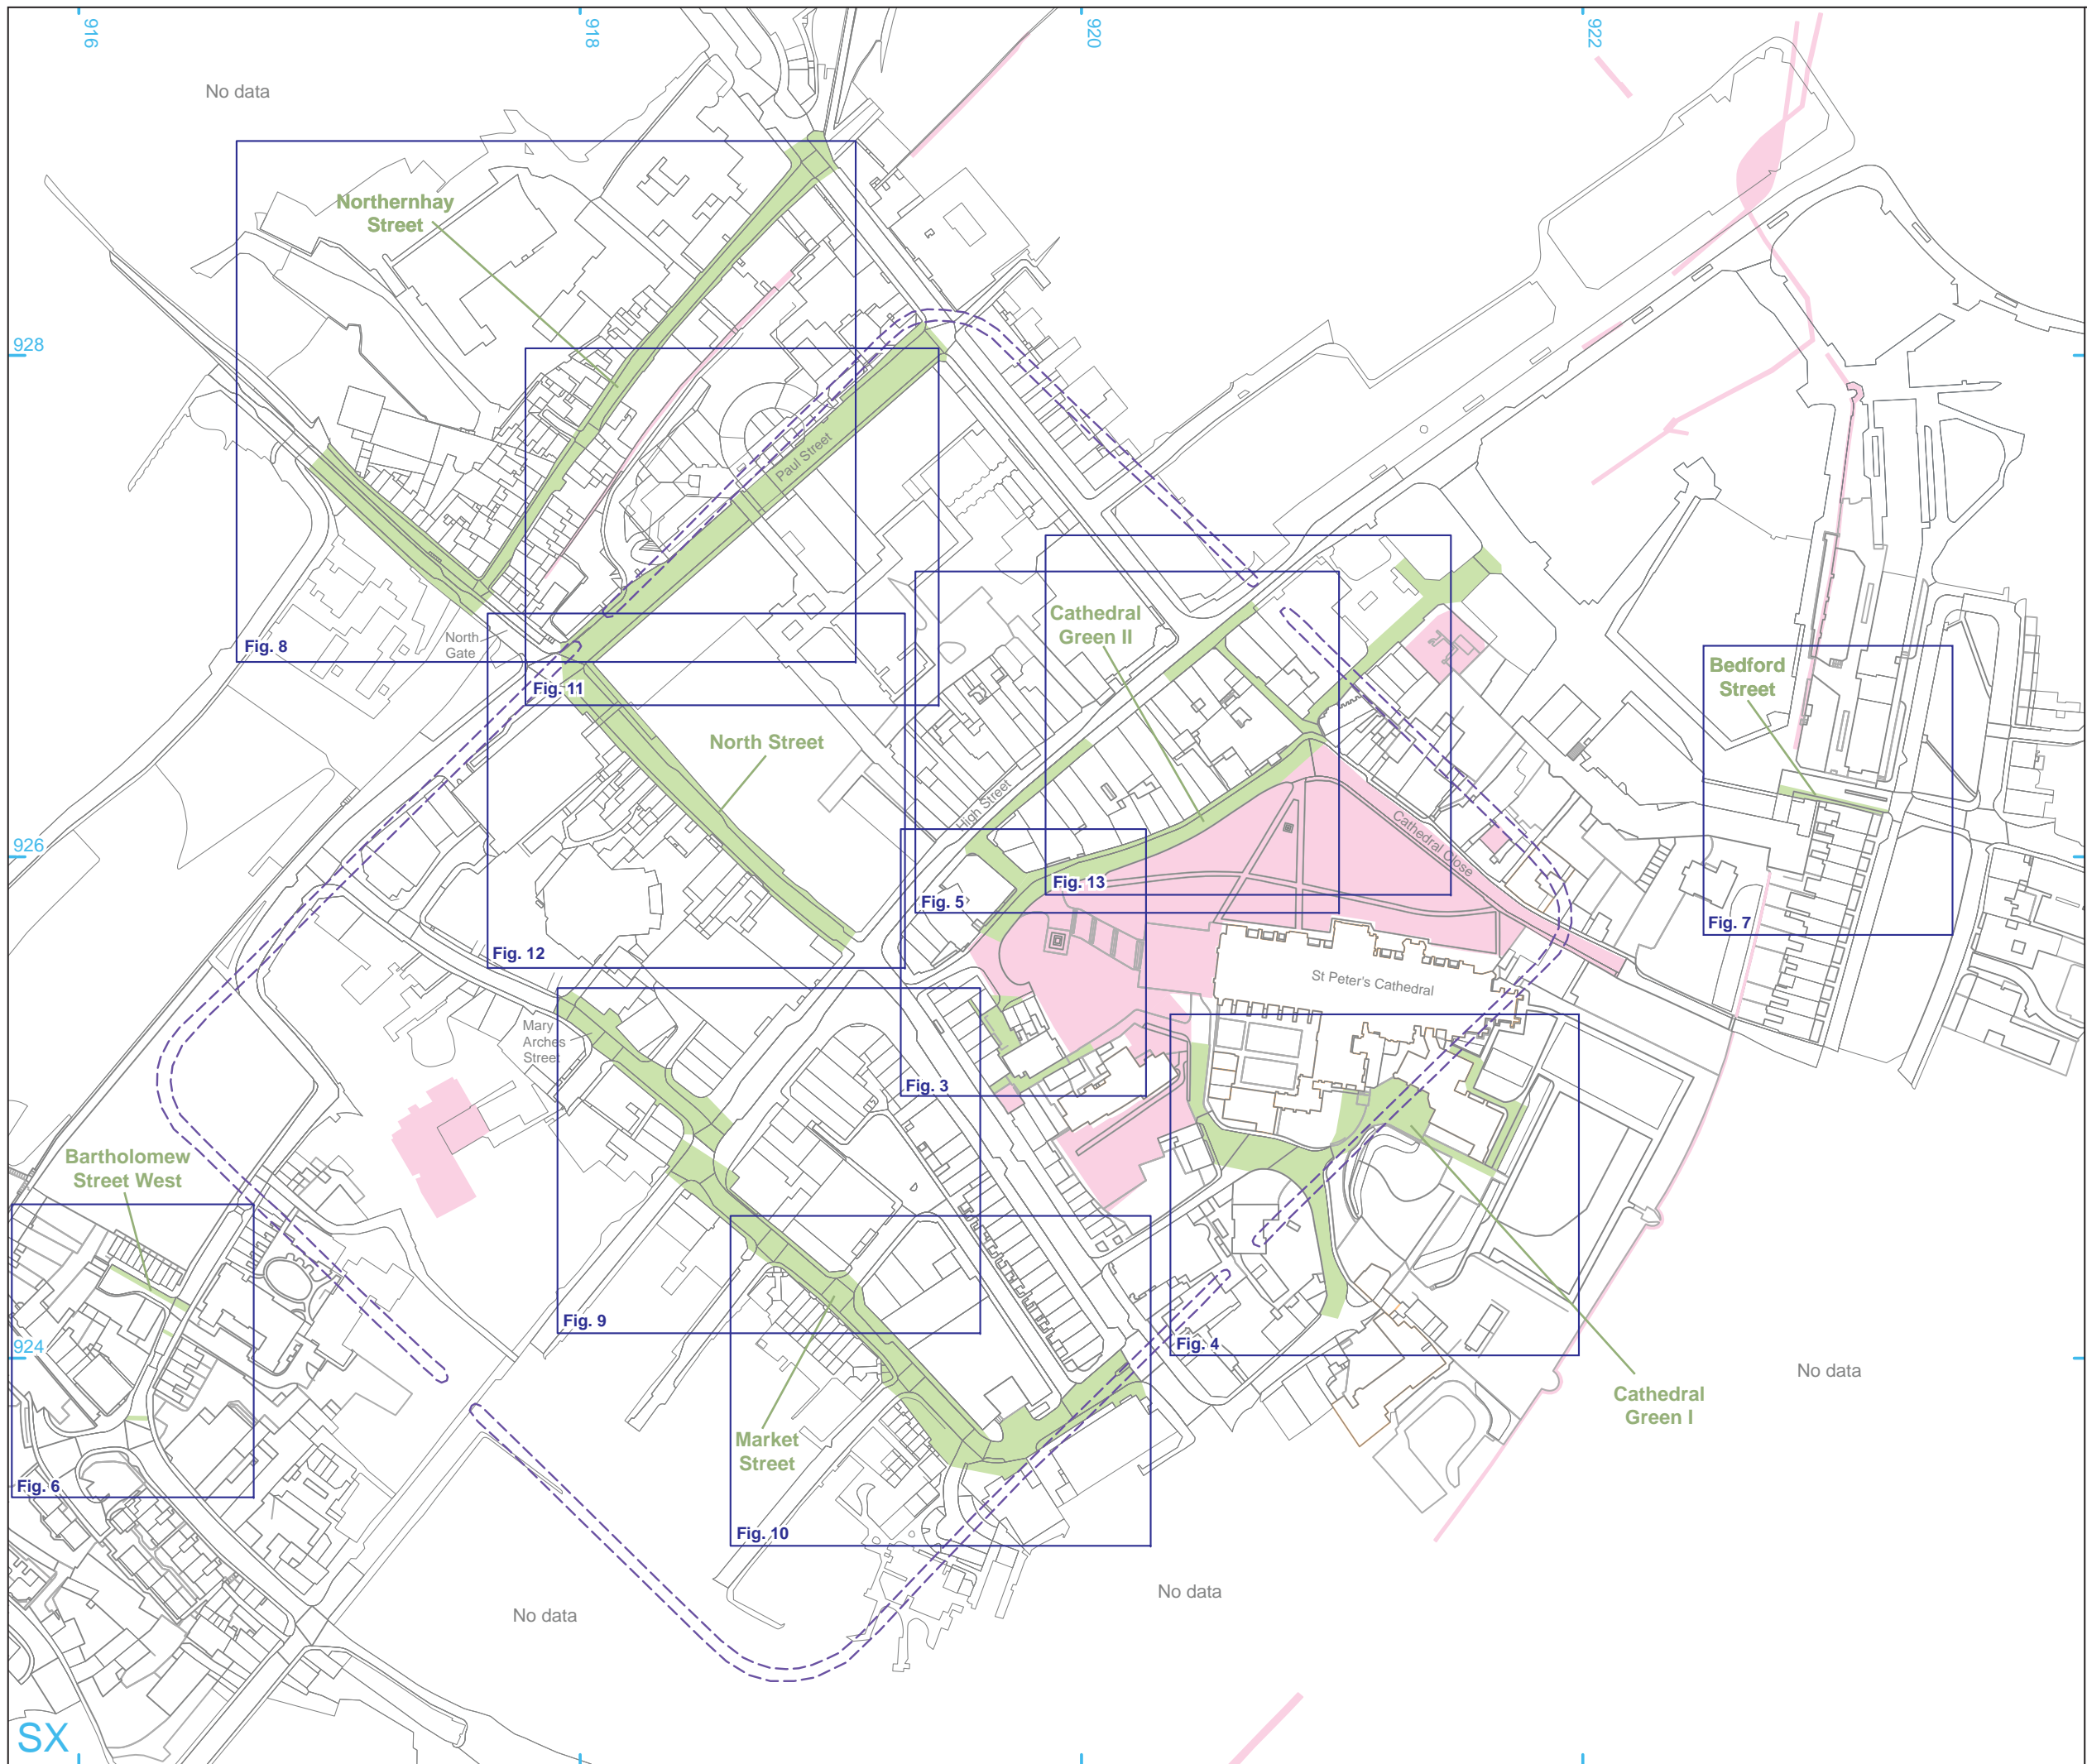 916
918
920
922
No data
Northernhay
Street
928
Paul Street
Cathedral
Green II
North
Gate
Fig. 8
Bedford
Street
Fig. 11
North Street
High Street
Cathedral Close
926
Fig. 13
Fig. 5
Fig. 7
Fig. 12
St Peter's Cathedral
Mary
Arches
Street
Fig. 3
Bartholomew
Street West
Fig. 9
924
Fig. 4
No data
Cathedral
Green I
Market
Street
Fig. 6
Fig. 10
No data
No data
SX